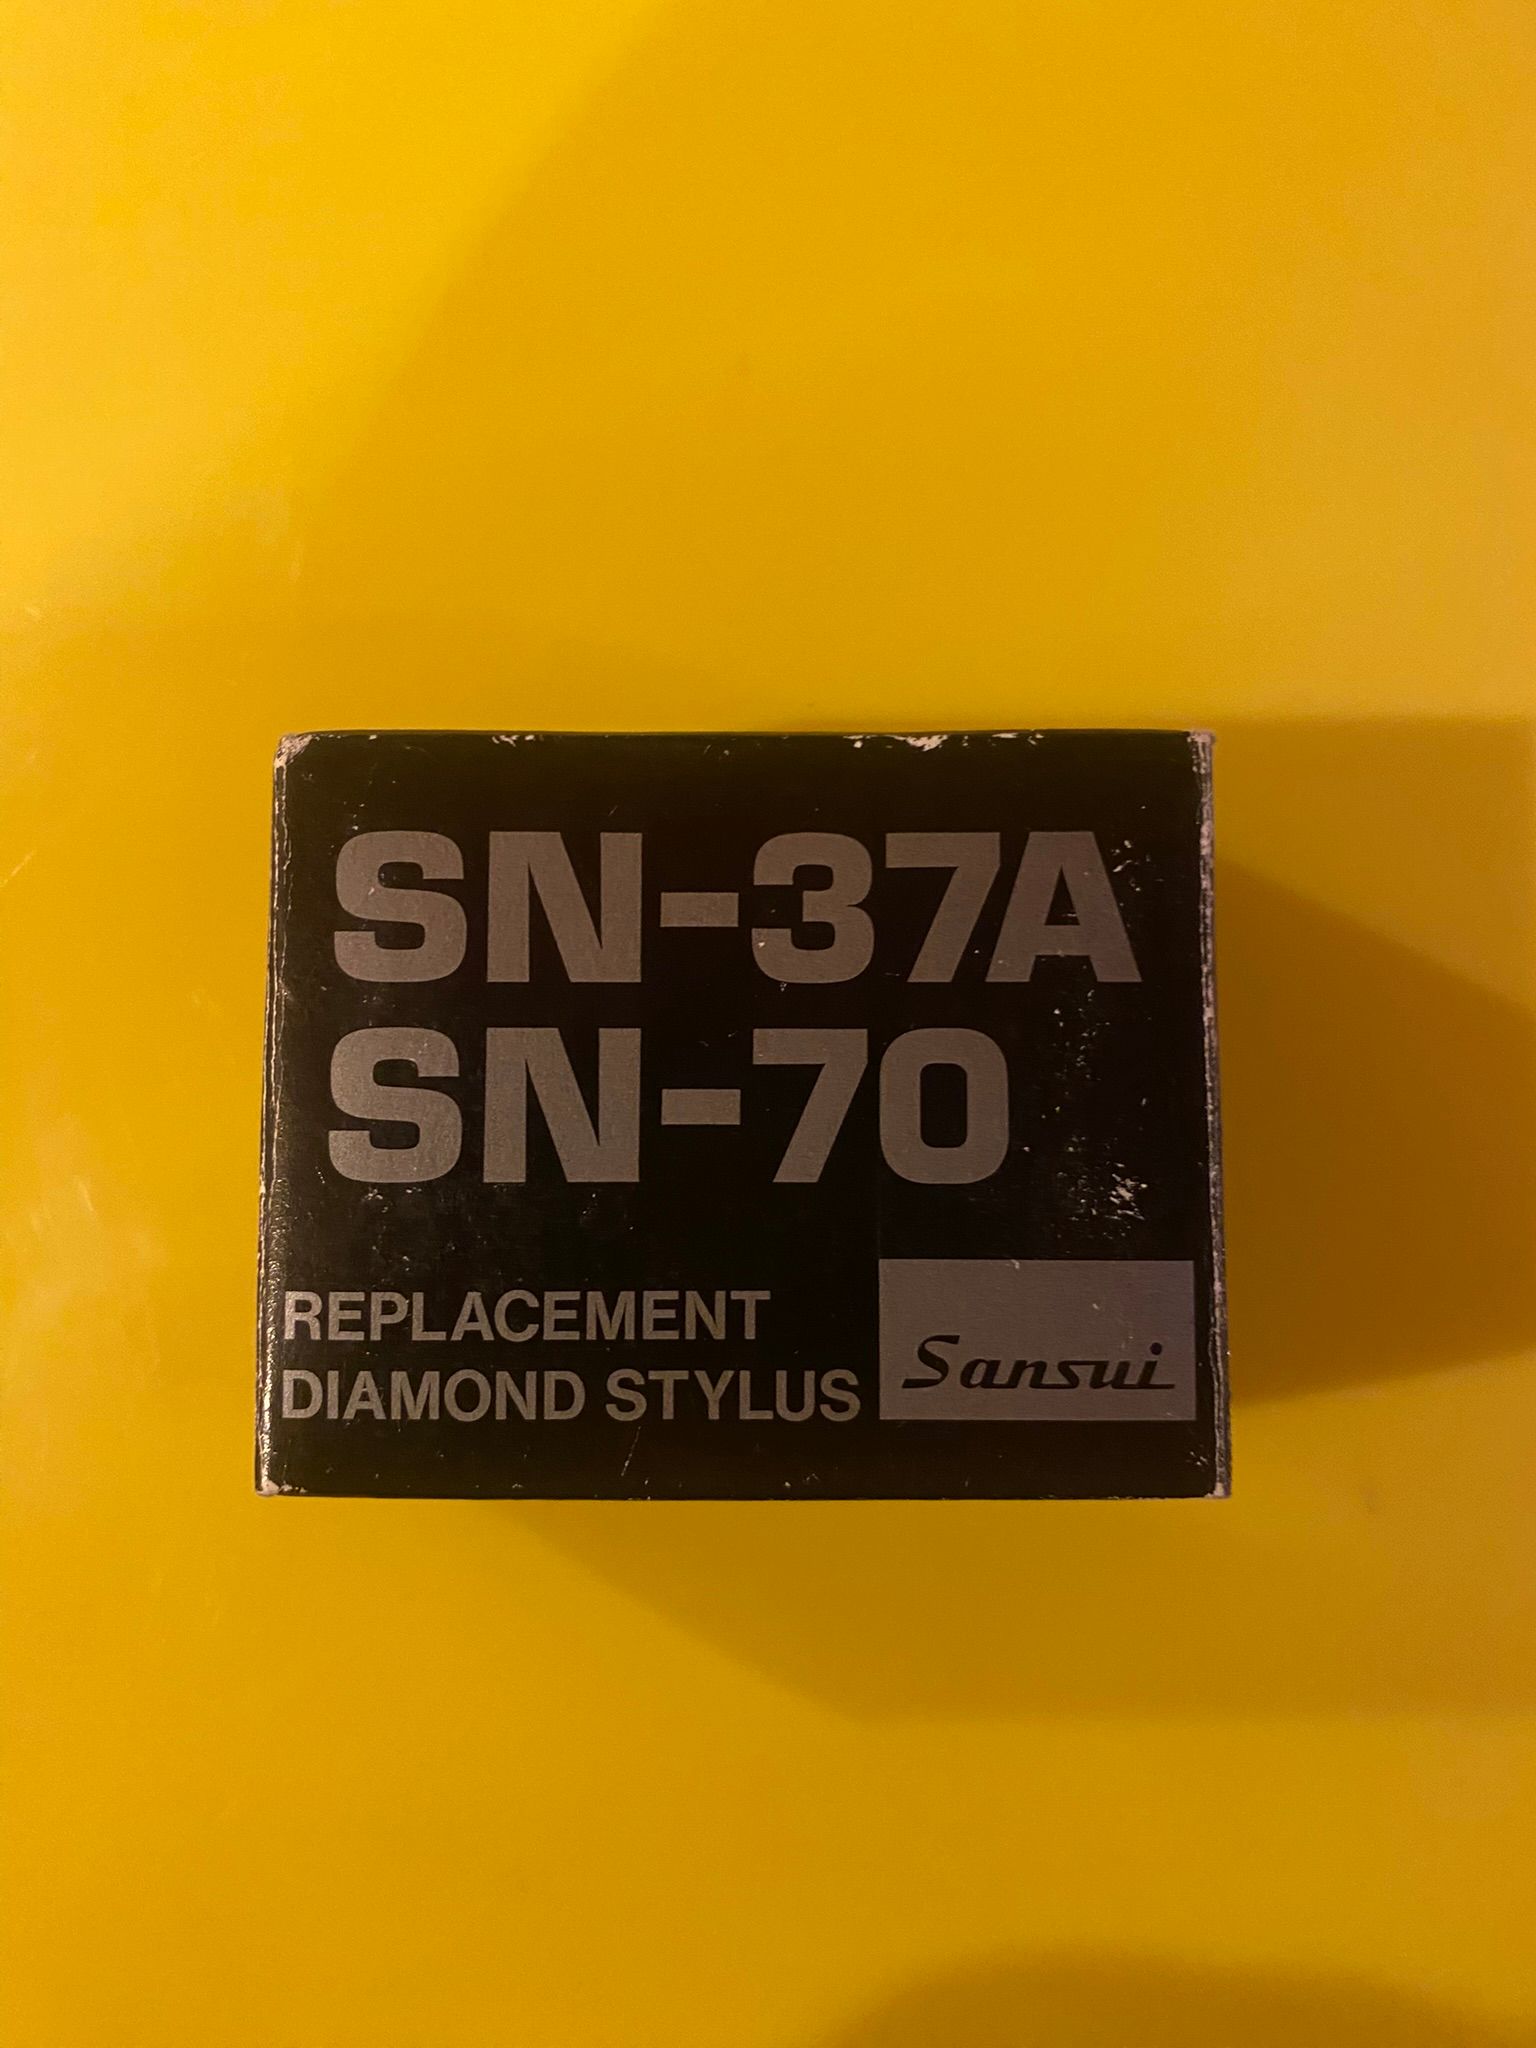 SN-37A
SN-70
REPLACEMENT
DIAMOND STYLUS
Sansui